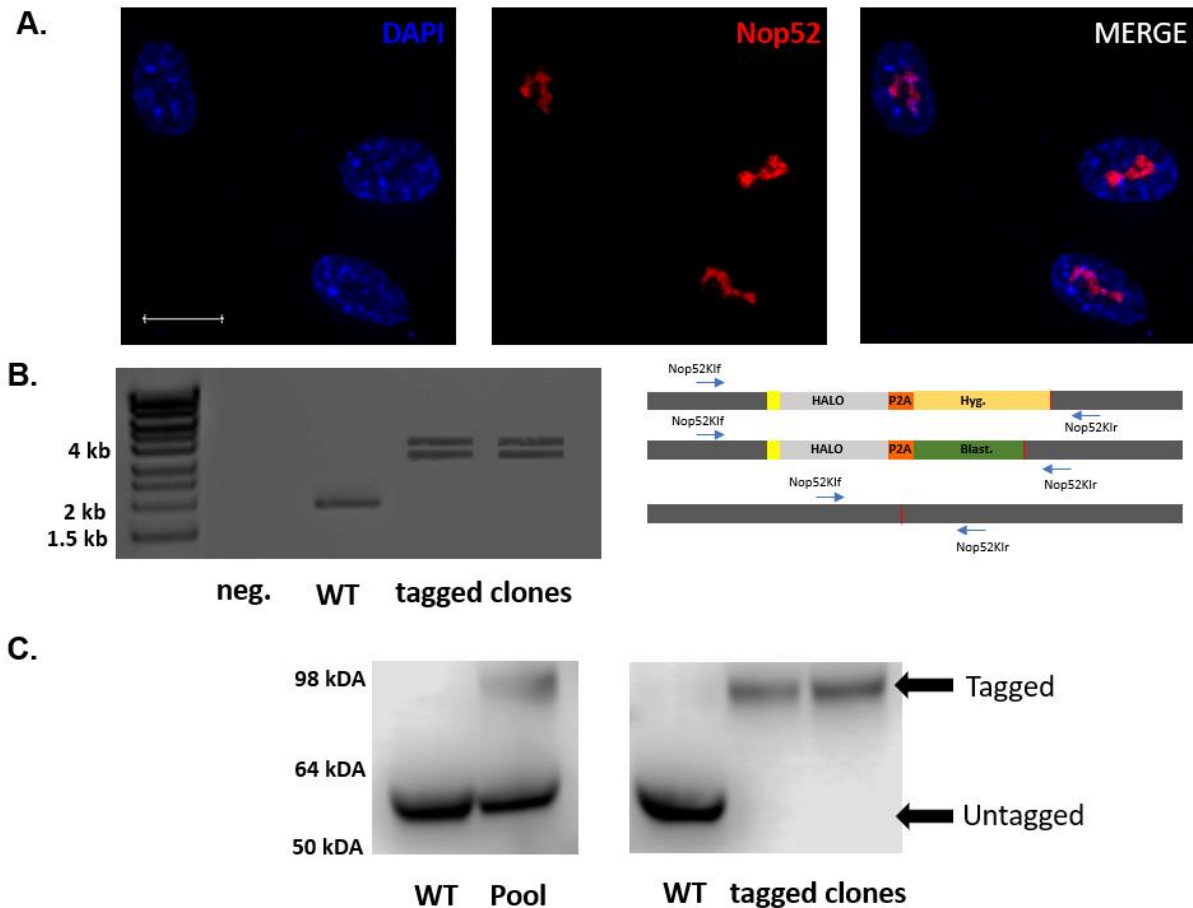 A.
DAPI
Nop52
MERGE
B.
4 kb
2 kb
1.5 kb
neg.
WT
tagged clones
Nop52KIf
HALO
P2A
Hyg.
Nop52KIr
Nop52KIf
HALO
P2A
Blast.
Nop52KIr
Nop52KIf
Nop52KIr
C.
98 kDA
64 kDA
50 kDA
WT
Pool
WT
tagged clones
Tagged
Untagged